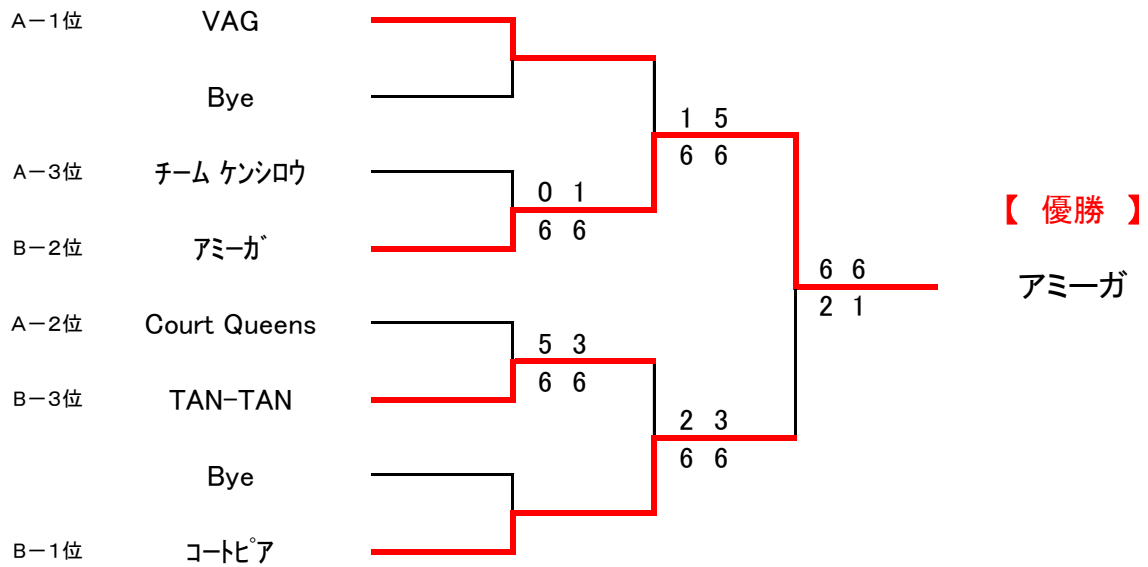 A－1位 VAG
Bye
1 5
6 6
A－3位 チーム ケンシロウ
0 1
6 6
【 優勝 】
B－2位 アミーガ
6 6
アミーガ
2 1
A－2位 Court Queens
5 3
6 6
B－3位 TAN-TAN
2 3
6 6
Bye
B－1位 コートピア